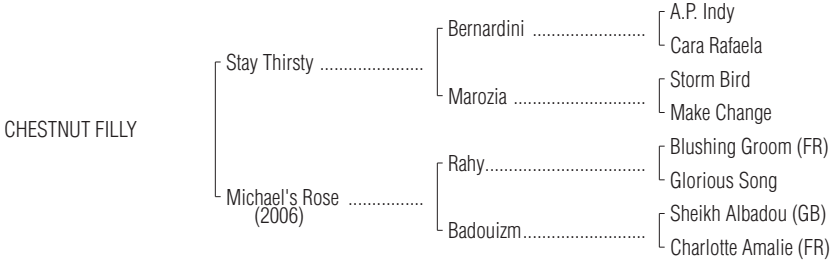 A.P. Indy
Bernardini ........................
Cara Rafaela
Stay Thirsty ......................
Storm Bird
Marozia ............................
Make Change
CHESTNUT FILLY
Blushing Groom (FR)
Rahy..................................
Glorious Song
Michael's Rose ................
(2006)
Sheikh Albadou (GB)
Badouizm..........................
Charlotte Amalie (FR)